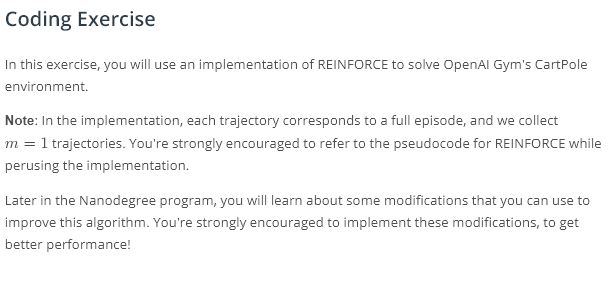 Coding Exercise
In this exercise, you will use an implementation of REINFORCE to solve OpenAI Gym's CartPole
environment.
Note: In the implementation, each trajectory corresponds to a full episode, and we collect
m = 1 trajectories. You're strongly encouraged to refer to the pseudocode for REINFORCE while
perusing the implementation.
Later in the Nanodegree program, you will learn about some modifications that you can use to
improve this algorithm. You're strongly encouraged to implement these modifications, to get
better performance!